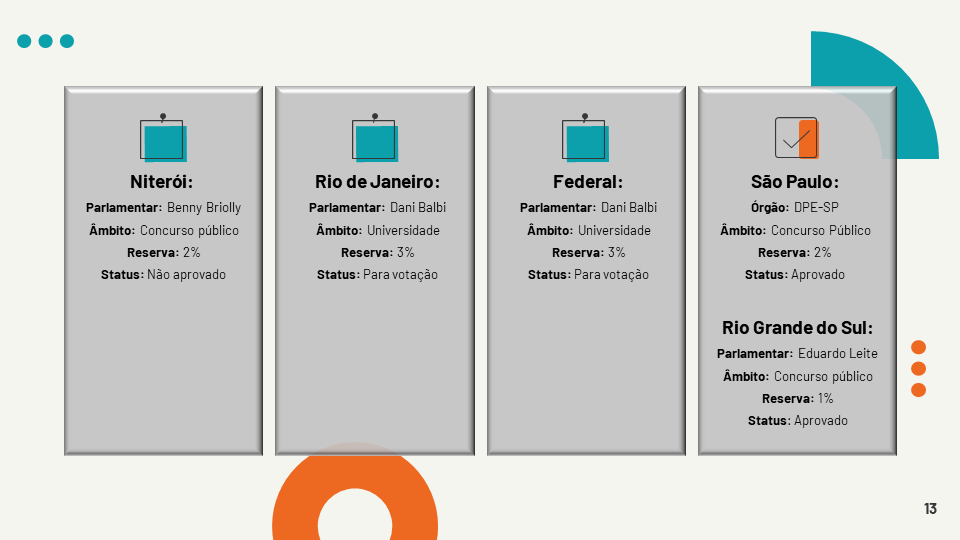 Niterói:
Parlamentar: Benny Briolly
Âmbito: Concurso público
Reserva: 2%
Status: Não aprovado
Rio de Janeiro:
Parlamentar: Dani Balbi
Âmbito: Universidade
Reserva: 3%
Status: Para votação
Federal:
Parlamentar: Dani Balbi
Âmbito: Universidade
Reserva: 3%
Status: Para votação
São Paulo:
Órgão: DPE-SP
Âmbito: Concurso Público
Reserva: 2%
Status: Aprovado
Rio Grande do Sul:
Parlamentar: Eduardo Leite
Âmbito: Concurso público
Reserva: 1%
Status: Aprovado
13